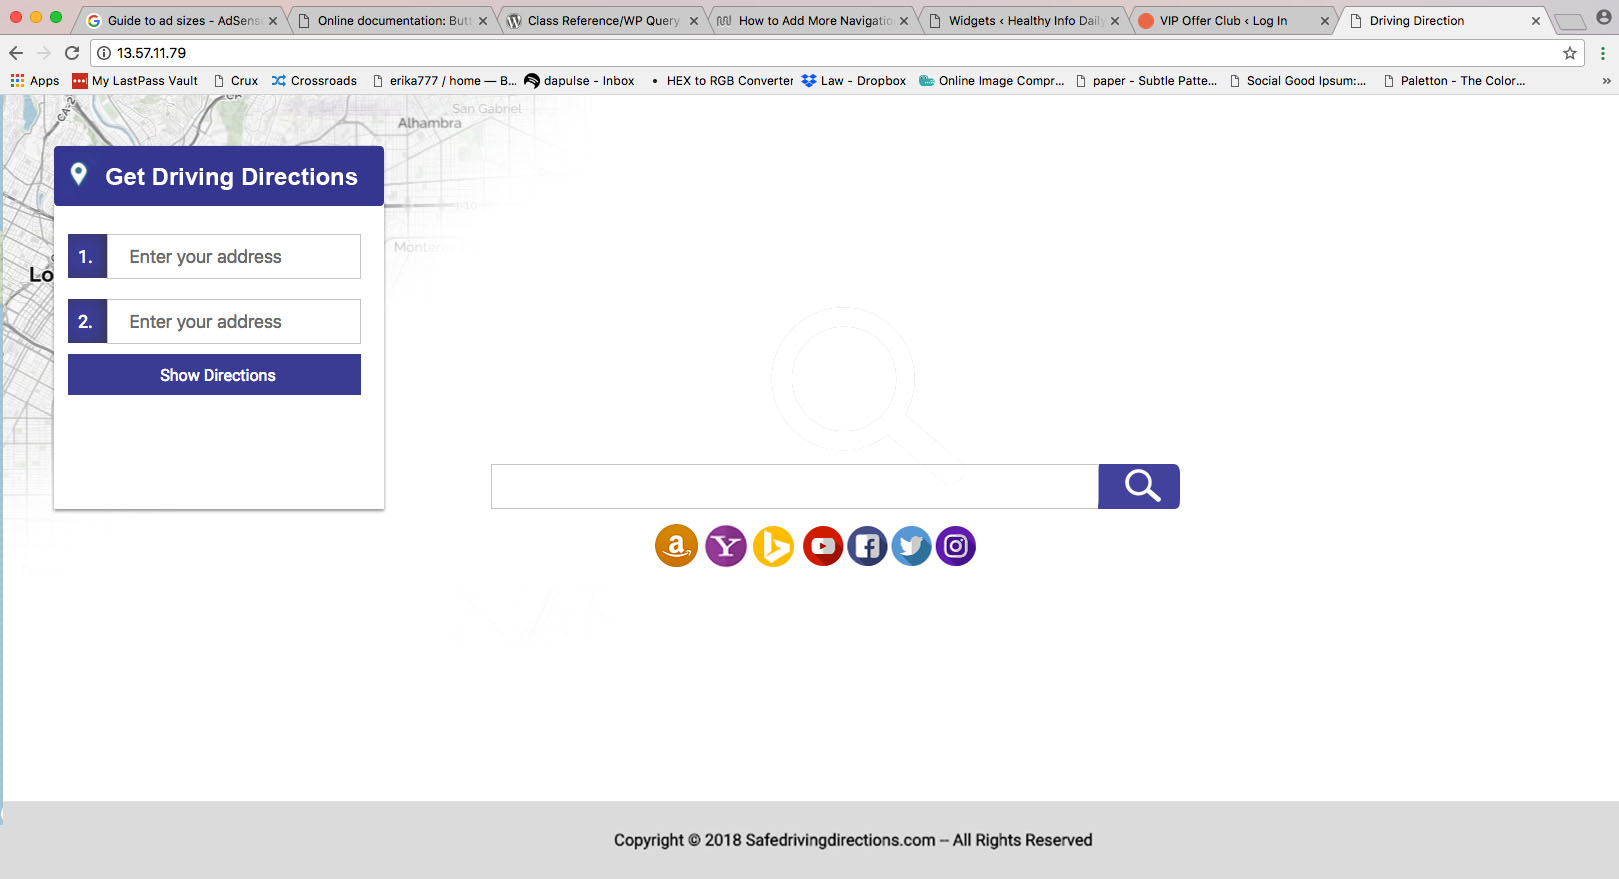 Guide to ad sizes - AdSens
Online documentation: Butt
Class Reference/WP Query
How to Add More Navigatio
Widgets ‹ Healthy Info Daily
VIP Offer Club ‹ Log In
Driving Direction
13.57.11.79
Apps
My LastPass Vault
Crux
Crossroads
erika777 / home — B...
dapulse - Inbox
• HEX to RGB Converter
Law - Dropbox
Online Image Compr...
paper - Subtle Patte...
Social Good Ipsum:...
Paletton - The Color...
»
CA-2
San Gabriel
Alhambra
I-10
Lo
Get Driving Directions
1. Enter your address
2. Enter your address
Show Directions
Copyright © 2018 Safedrivingdirections.com -- All Rights Reserved